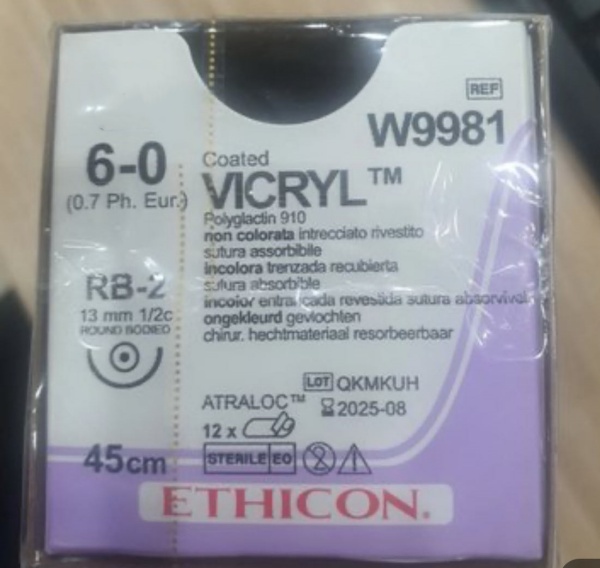 REF
W9981
6-0
(0.7 Ph. Eur.)
Coated
VICRYL™
Polyglactin 910
non colorata intrecciato rivestito
sutura assorbibile
incolora trenzada recubierta
sutura absorbible
incolor entrançada revestida sutura absorvível
ongekleurd gevlochten
chirur. hechtmateriaal resorbeerbaar
RB-2
13 mm 1/2c
ROUND BODIED
LOT QKMKUH
ATRALOC™
2025-08
12 x
45cm
STERILE EO
2
ETHICON.